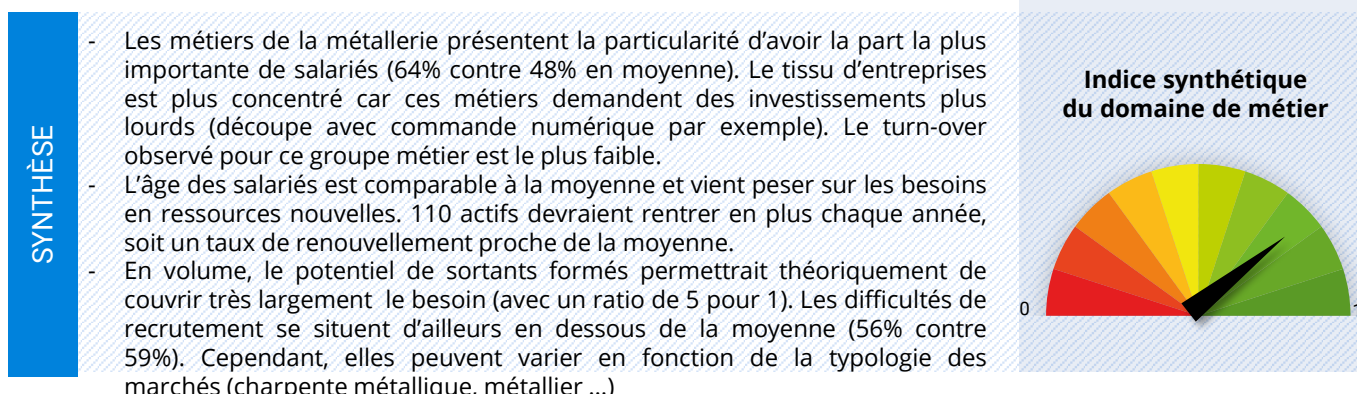 SYNTHÈSE
- Les métiers de la métallerie présentent la particularité d'avoir la part la plus
importante de salariés (64% contre 48% en moyenne). Le tissu d'entreprises
est plus concentré car ces métiers demandent des investissements plus
lourds (découpe avec commande numérique par exemple). Le turn-over
observé pour ce groupe métier est le plus faible.
- L'âge des salariés est comparable à la moyenne et vient peser sur les besoins
en ressources nouvelles. 110 actifs devraient rentrer en plus chaque année,
soit un taux de renouvellement proche de la moyenne.
- En volume, le potentiel de sortants formés permettrait théoriquement de
couvrir très largement le besoin (avec un ratio de 5 pour 1). Les difficultés de
recrutement se situent d'ailleurs en dessous de la moyenne (56% contre
59%). Cependant, elles peuvent varier en fonction de la typologie des
marchés (charpente métallique, métallier ...)
Indice synthétique
du domaine de métier
0